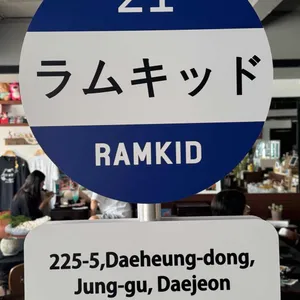 21
ラムキッド
RAMKID
225-5,Daeheung-dong,
Jung-gu, Daejeon